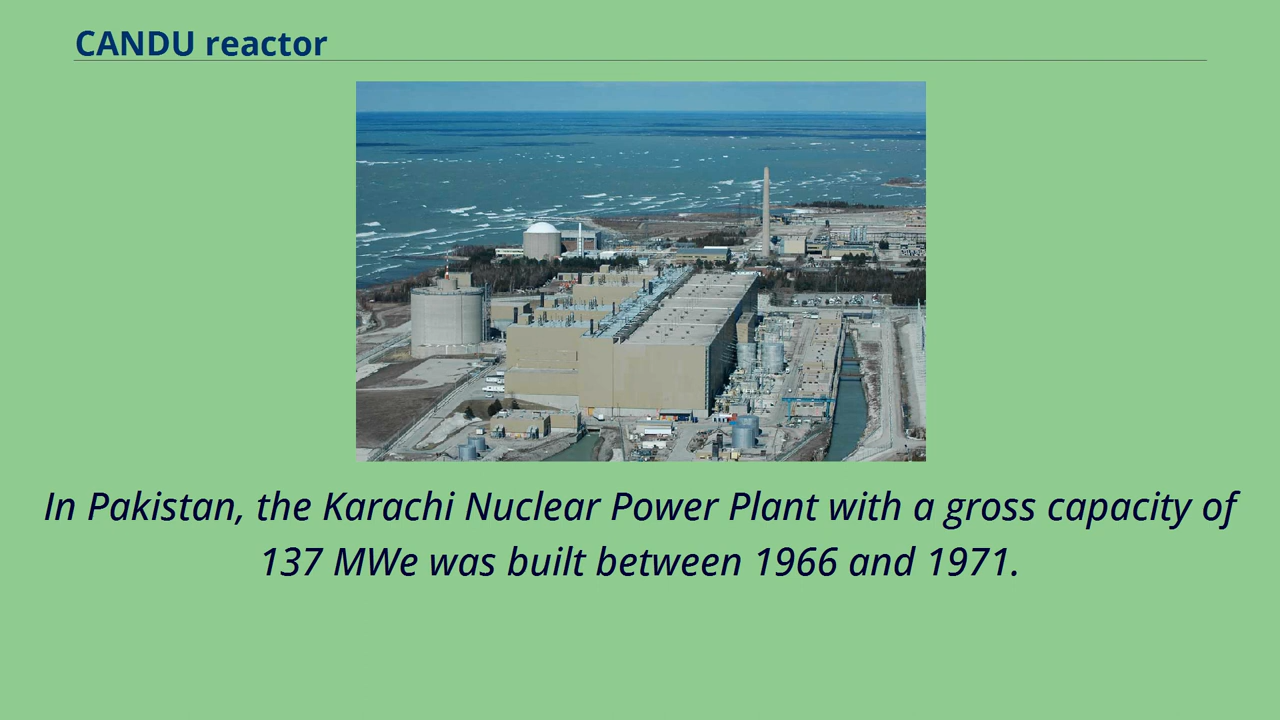 CANDU reactor
In Pakistan, the Karachi Nuclear Power Plant with a gross capacity of
137 MWe was built between 1966 and 1971.